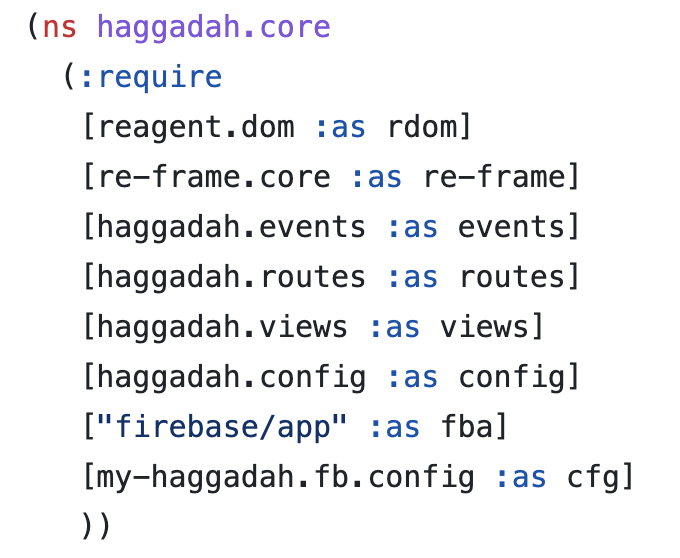 (ns haggadah.core
(:require
[reagent.dom :as rdom]
[re-frame.core :as re-frame]
[haggadah.events :as events]
[haggadah.routes :as routes]
[haggadah.views :as views]
[haggadah.config :as config]
["firebase/app" :as fba]
[my-haggadah.fb.config :as cfg]
))